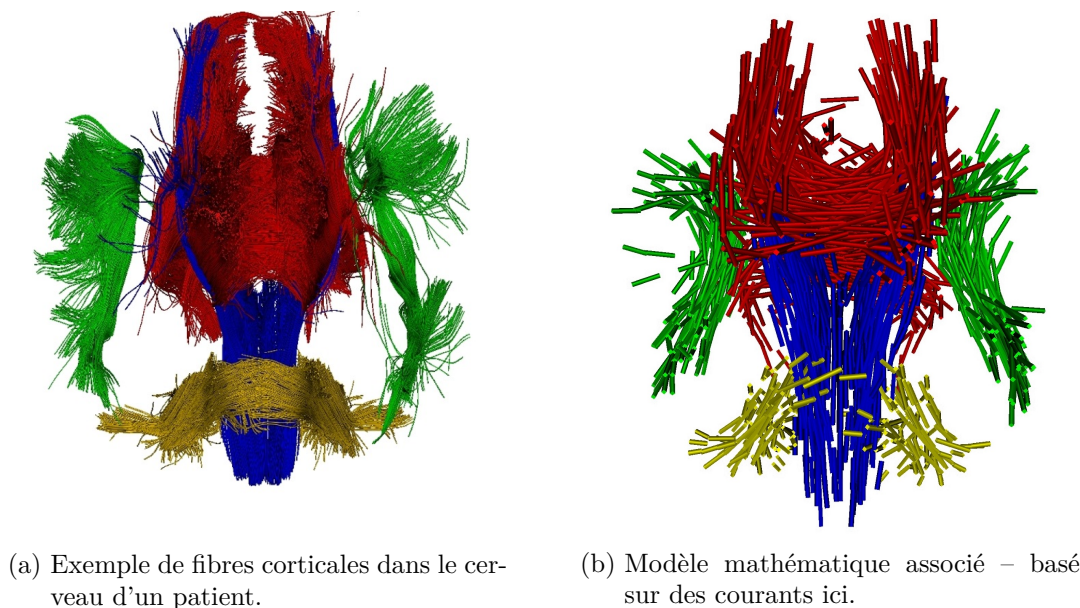 (a) Exemple de fibres corticales dans le cer-
veau d'un patient.
(b) Modèle mathématique associé – basé
sur des courants ici.